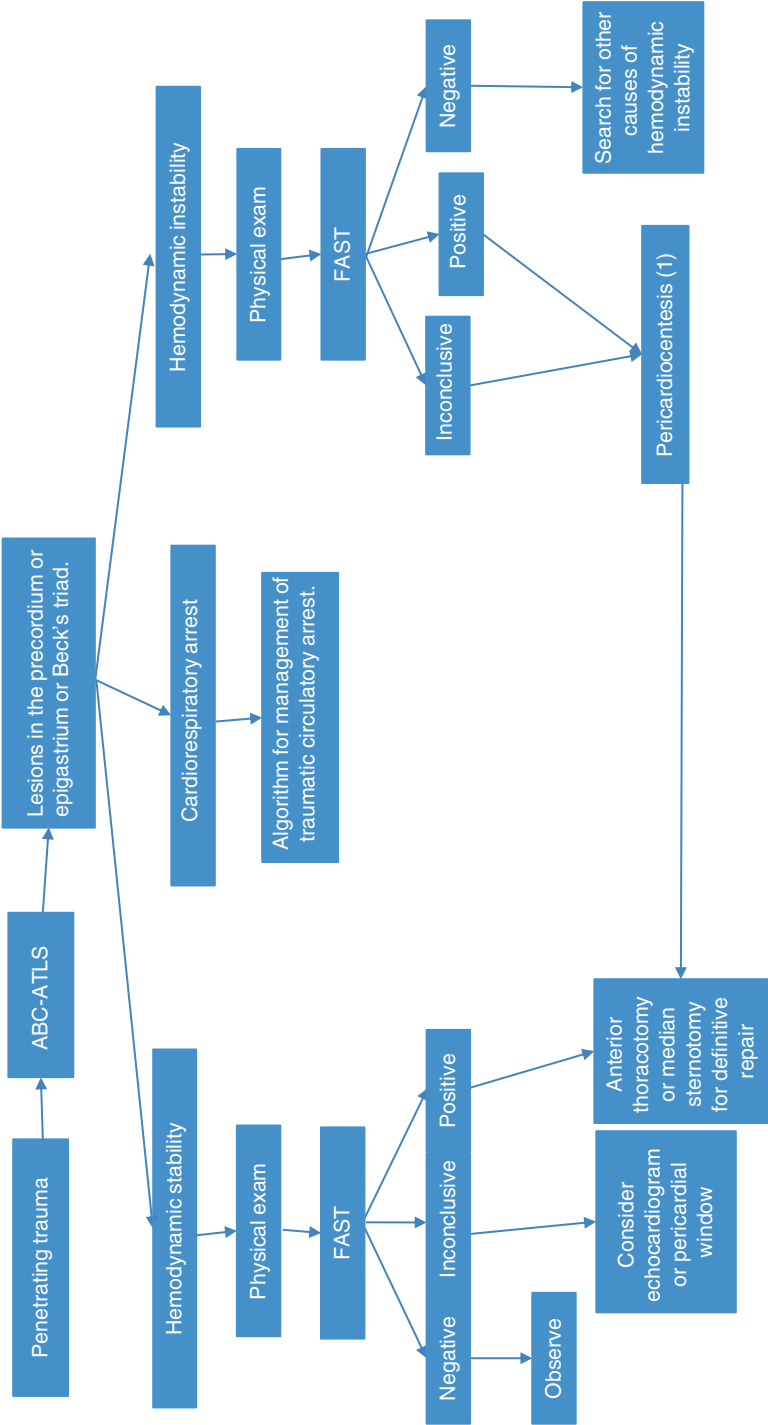 Penetrating trauma
ABC-ATLS
Lesions in the precordium or
epigastrium or Beck's triad.
Hemodynamic stability
Cardiorespiratory arrest
Hemodynamic instability
Physical exam
Algorithm for management of
traumatic circulatory arrest.
Physical exam
FAST
FAST
Negative
Inconclusive
Positive
Inconclusive
Positive
Negative
Observe
Consider
echocardiogram
or pericardial
window
Anterior
thoracotomy
or median
sternotomy
for definitive
repair
Pericardiocentesis (1)
Search for other
causes of
hemodynamic
instability